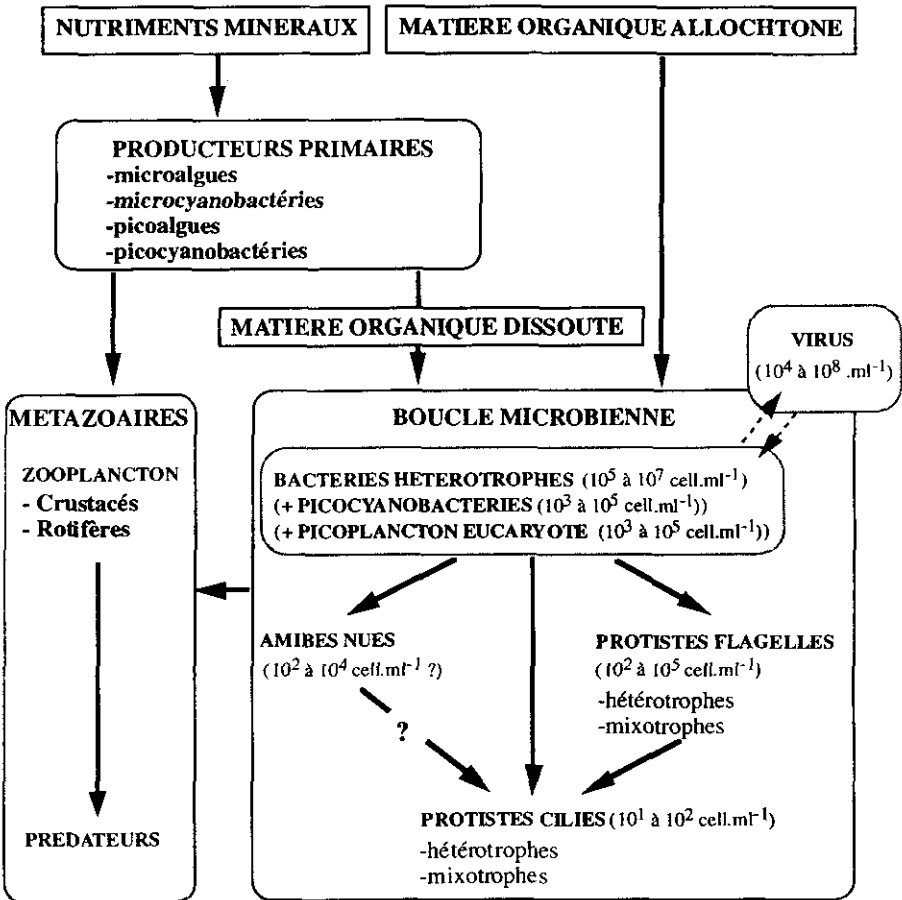 NUTRIMENTS MINERAUX
MATIERE ORGANIQUE ALLOCHTONE
PRODUCTEURS PRIMAIRES
-microalgues
-microcyanobactéries
-picoalgues
-picocyanobactéries
MATIERE ORGANIQUE DISSOUTE
VIRUS
(10⁴ à 10⁸ .ml⁻¹)
METAZOAIRES
ZOOPLANCTON
- Crustacés
- Rotifères
PREDATEURS
BOUCLE MICROBIENNE
BACTERIES HETEROTROPHES (10⁵ à 10⁷ cell.ml⁻¹)
(+ PICOCYANOBACTERIES (10³ à 10⁵ cell.ml⁻¹))
(+ PICOPLANCTON EUCARYOTE (10³ à 10⁵ cell.ml⁻¹))
AMIBES NUES
(10² à 10⁴ cell.ml⁻¹ ?)
?
PROTISTES FLAGELLES
(10² à 10⁵ cell.ml⁻¹)
-hétérotrophes
-mixotrophes
PROTISTES CILIES (10¹ à 10² cell.ml⁻¹)
-hétérotrophes
-mixotrophes